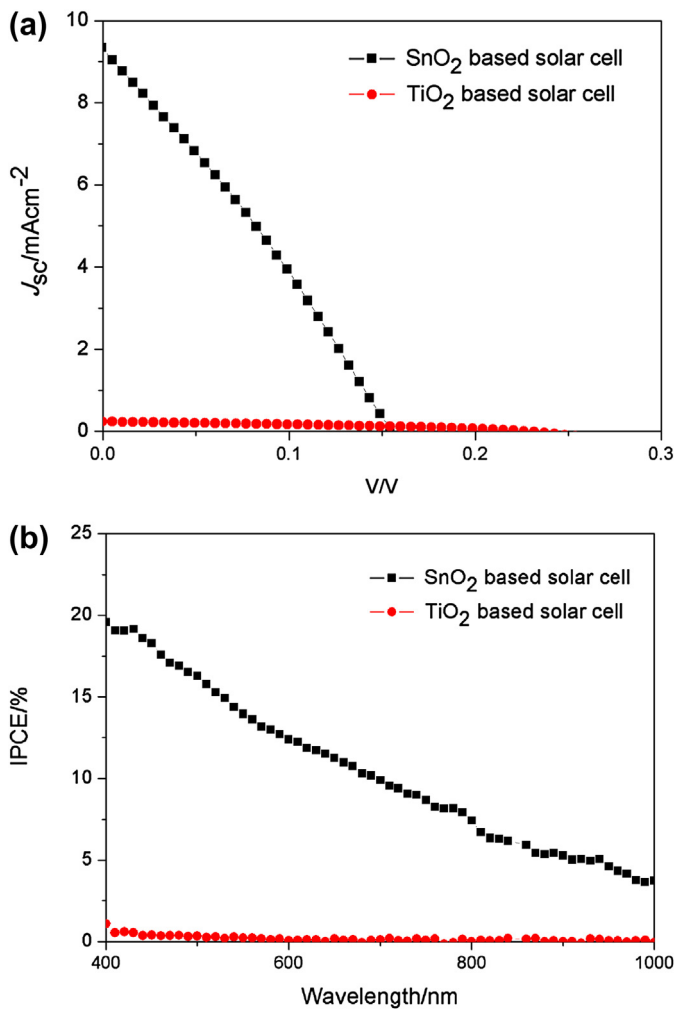 (a)
10
8
6
4
2
0
0.0 0.1 0.2 0.3
Jsc/mAcm-2
V/V
SnO2 based solar cell
TiO2 based solar cell
(b)
25
20
15
10
5
0
400 600 800 1000
IPCE/%
Wavelength/nm
SnO2 based solar cell
TiO2 based solar cell